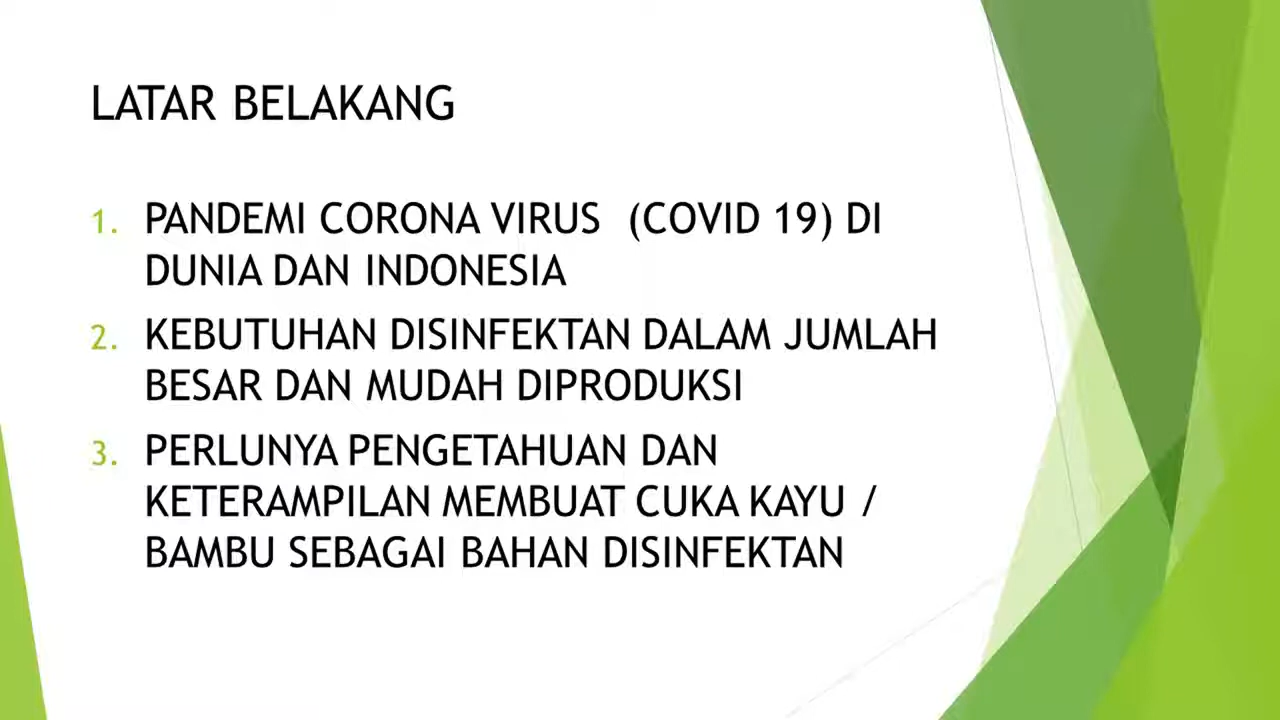 LATAR BELAKANG
1. PANDEMI CORONA VIRUS (COVID 19) DI
DUNIA DAN INDONESIA
2. KEBUTUHAN DISINFEKTAN DALAM JUMLAH
BESAR DAN MUDAH DIPRODUKSI
3. PERLUNYA PENGETAHUAN DAN
KETERAMPILAN MEMBUAT CUKA KAYU /
BAMBU SEBAGAI BAHAN DISINFEKTAN